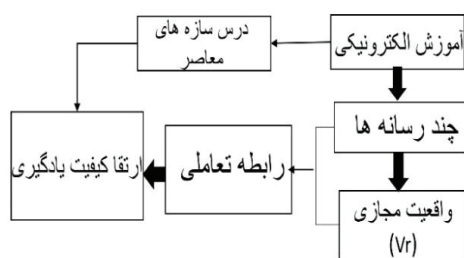 آموزش الکترونیکی
درس سازه های
معاصر
چند رسانه ها
رابطه تعاملی
ارتقا کیفیت یادگیری
واقعیت مجازی
(Vr)